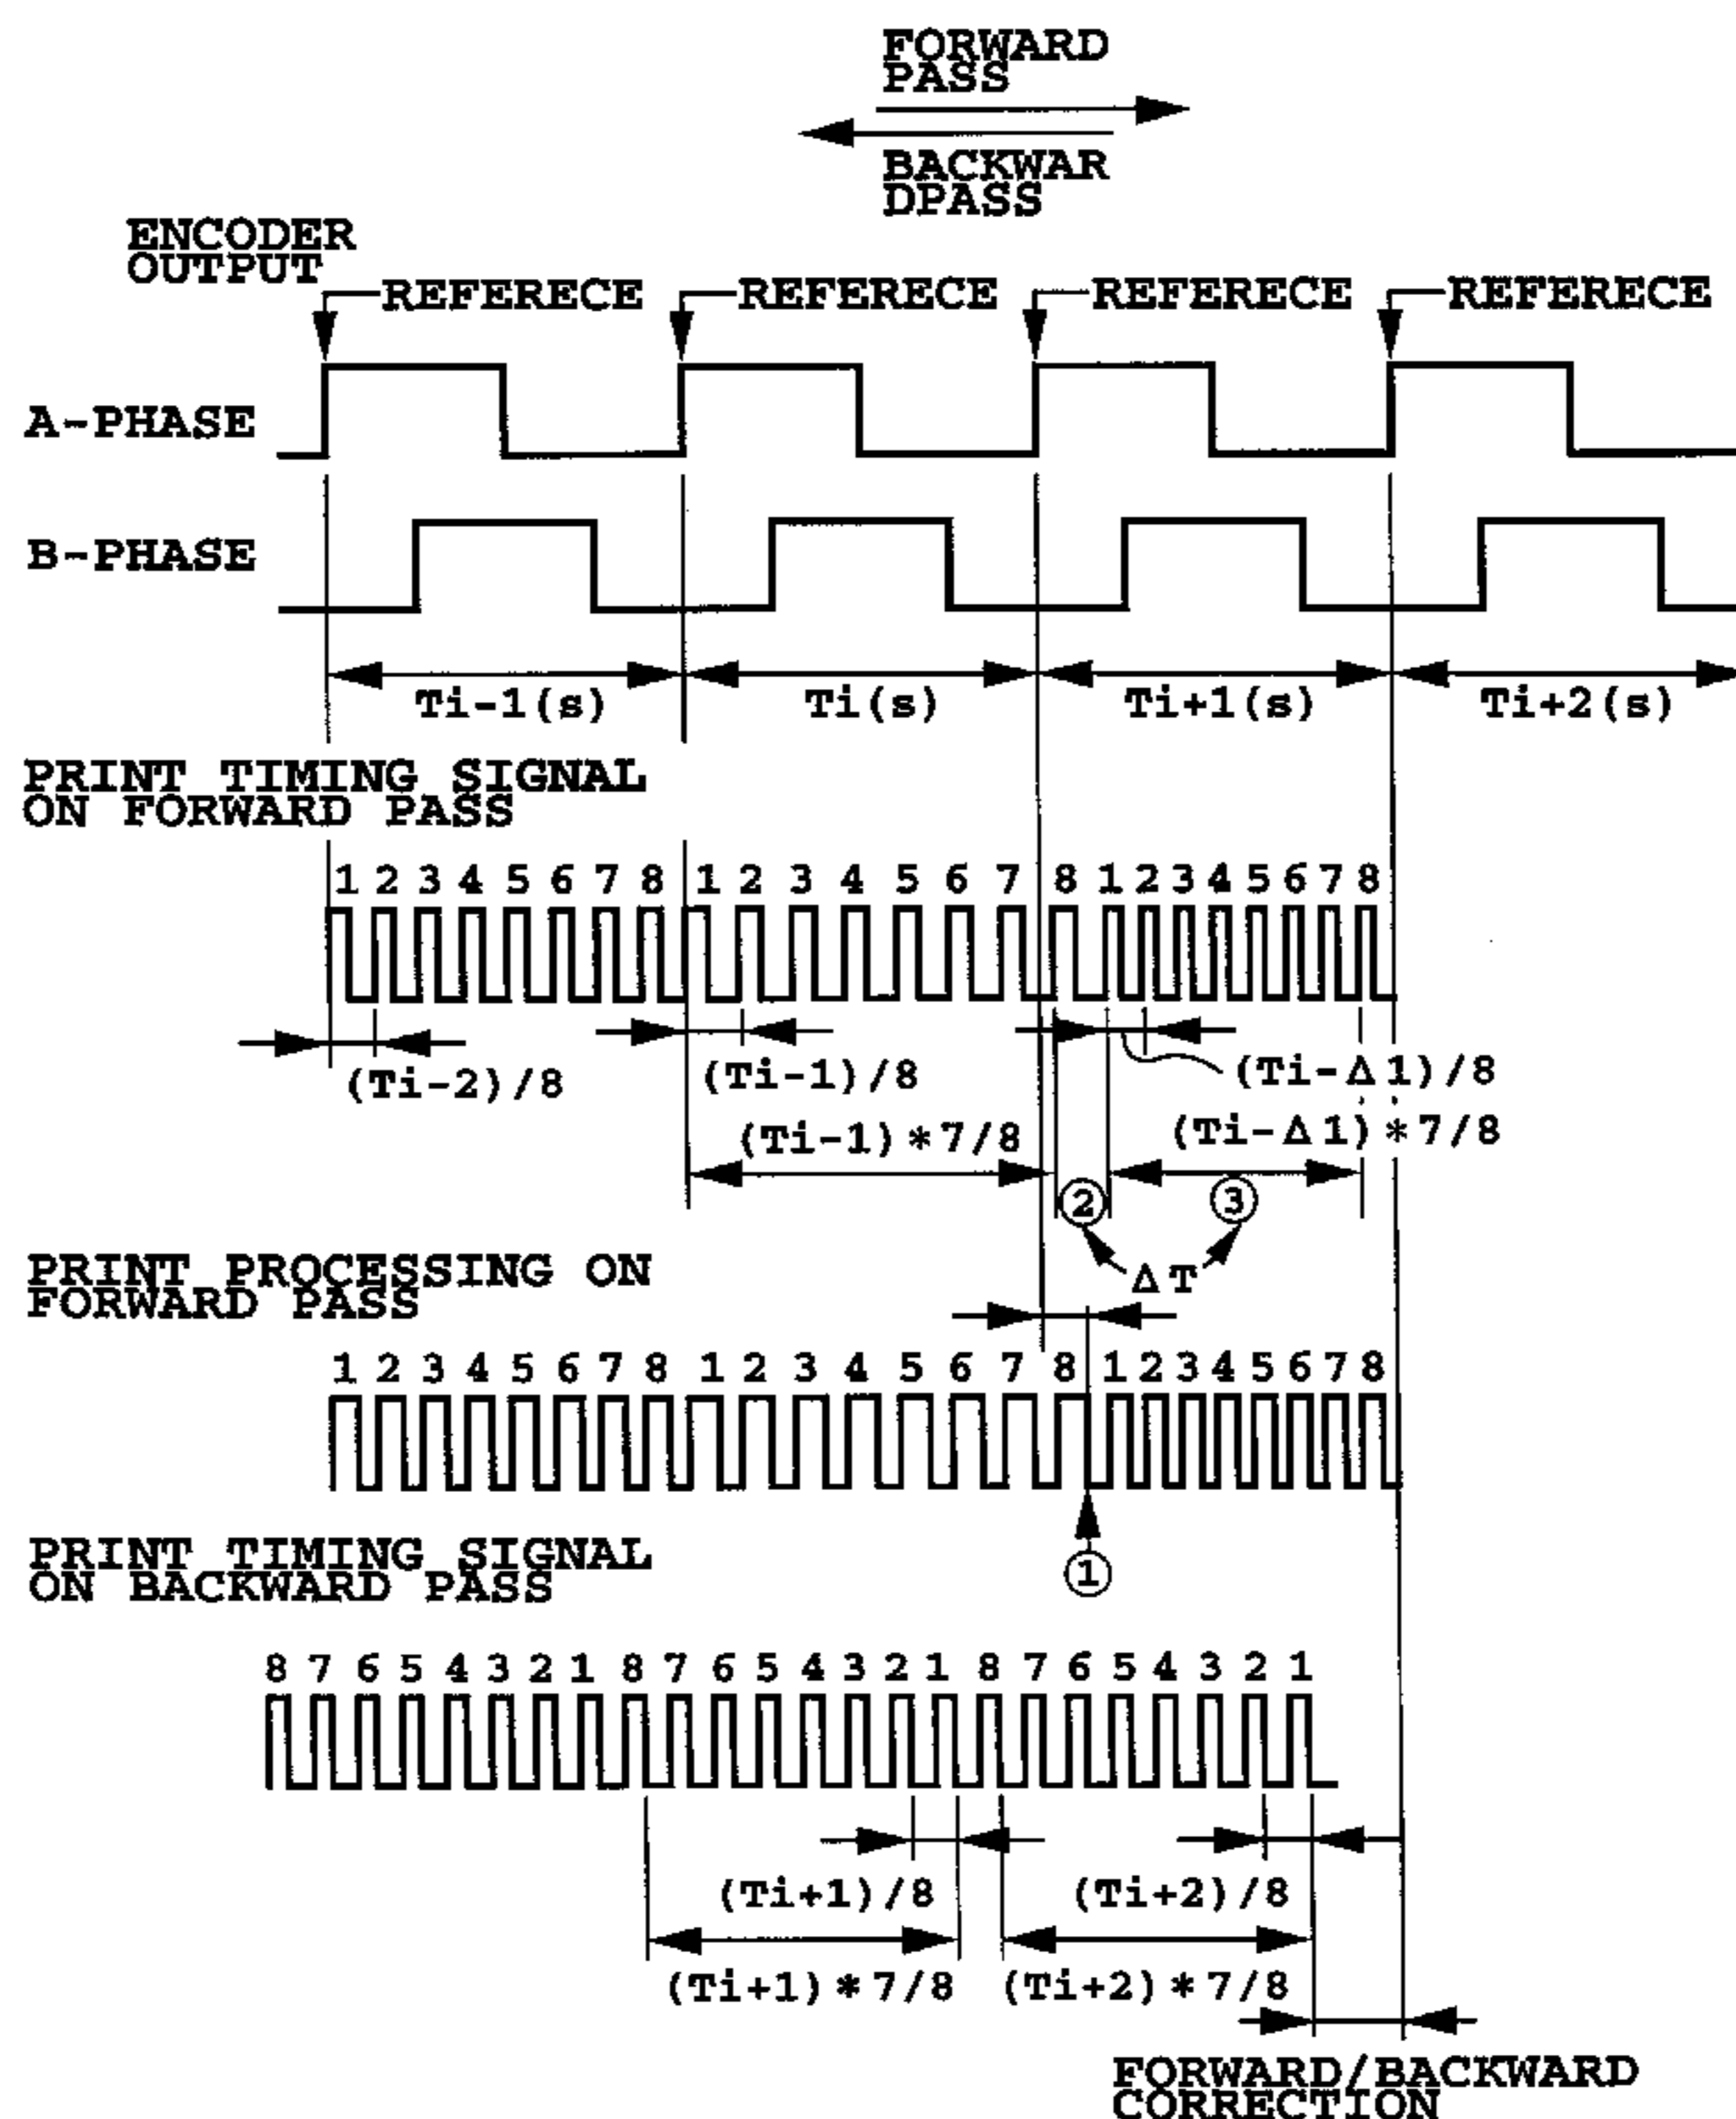 FORWARD
PASS
BACKWAR
DPASS
ENCODER
OUTPUT
REFERECE REFERECE REFERECE REFERECE
A-PHASE
B-PHASE
Ti-1(s) Ti(s) Ti+1(s) Ti+2(s)
PRINT TIMING SIGNAL
ON FORWARD PASS
1 2 3 4 5 6 7 8 1 2 3 4 5 6 7 8 1 2 3 4 5 6 7 8
(Ti-2)/8 (Ti-1)/8 (Ti-Δ1)/8
(Ti-1)*7/8 (Ti-Δ1)*7/8
② ③
ΔT
PRINT PROCESSING ON
FORWARD PASS
1 2 3 4 5 6 7 8 1 2 3 4 5 6 7 8 1 2 3 4 5 6 7 8
①
PRINT TIMING SIGNAL
ON BACKWARD PASS
8 7 6 5 4 3 2 1 8 7 6 5 4 3 2 1 8 7 6 5 4 3 2 1
(Ti+1)/8 (Ti+2)/8
(Ti+1)*7/8 (Ti+2)*7/8
FORWARD/BACKWARD
CORRECTION